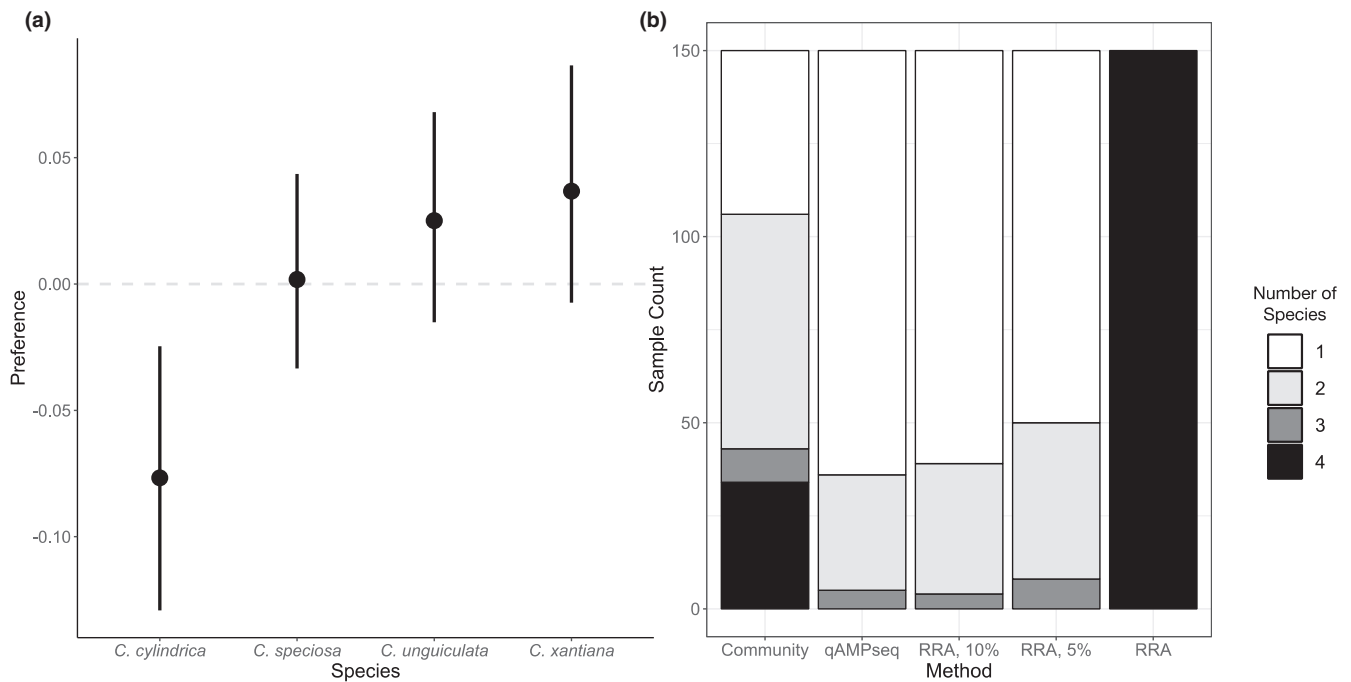 (a)
Preference
0.05
0.00
-0.05
-0.10
C. cylindrica C. speciosa C. unguiculata C. xantiana
Species
(b)
Sample Count
150
100
50
0
Community qAMPseq RRA, 10% RRA, 5% RRA
Method
Number of
Species
1
2
3
4